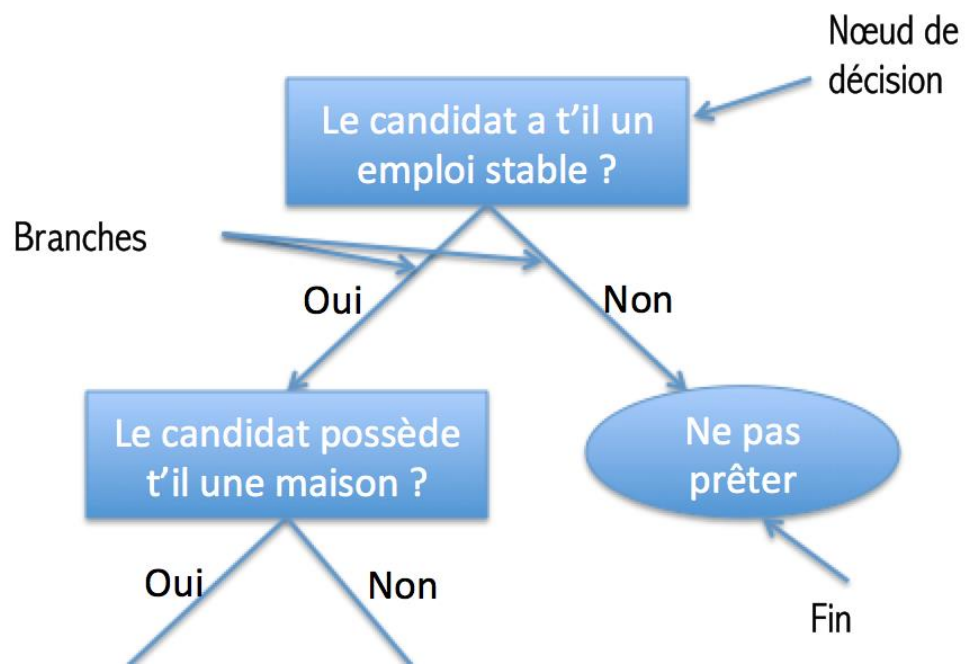 Nœud de
décision
Le candidat a t’il un
emploi stable ?
Branches
Oui
Non
Le candidat possède
t’il une maison ?
Ne pas
prêter
Oui
Non
Fin